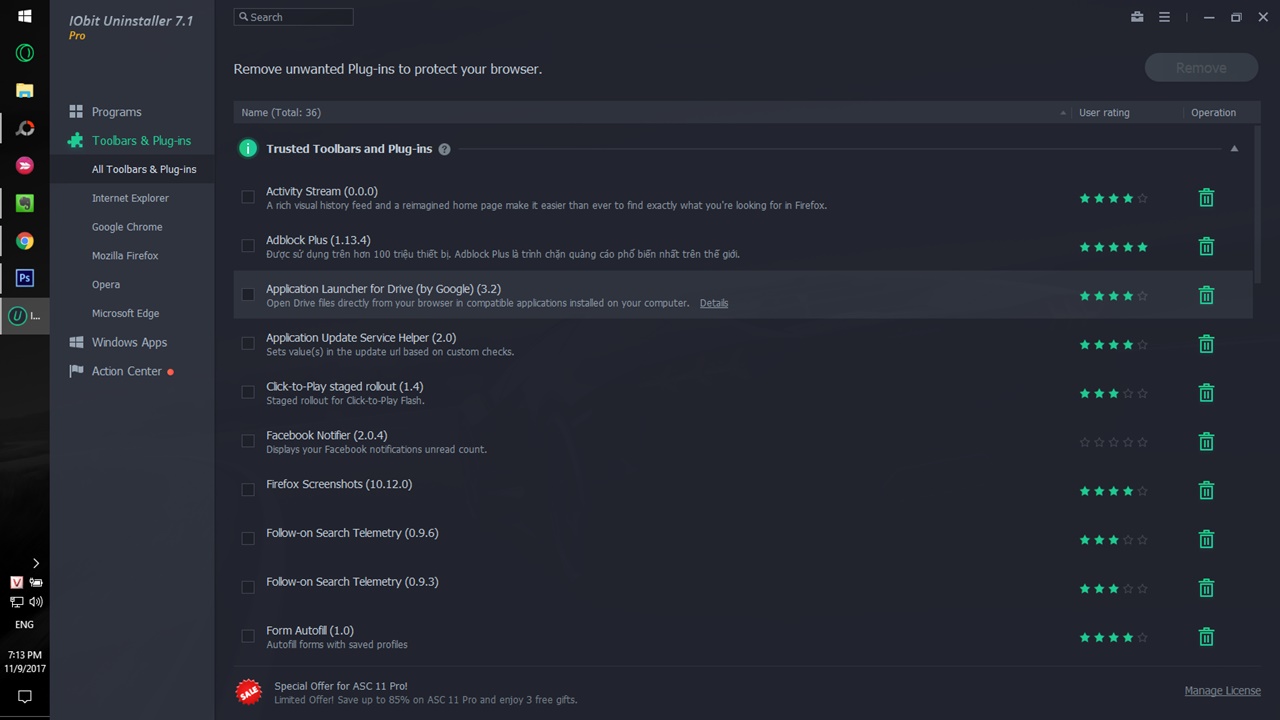 IObit Uninstaller 7.1
Pro
Search
Remove unwanted Plug-ins to protect your browser.
Remove
Programs
Toolbars & Plug-ins
All Toolbars & Plug-ins
Internet Explorer
Google Chrome
Mozilla Firefox
Opera
Microsoft Edge
Windows Apps
Action Center
Name (Total: 36)
User rating
Operation
Trusted Toolbars and Plug-ins
Activity Stream (0.0.0)
A rich visual history feed and a reimagined home page make it easier than ever to find exactly what you're looking for in Firefox.
Adblock Plus (1.13.4)
Được sử dụng trên hơn 100 triệu thiết bị, Adblock Plus là trình chặn quảng cáo phổ biến nhất trên thế giới.
Application Launcher for Drive (by Google) (3.2)
Open Drive files directly from your browser in compatible applications installed on your computer. Details
Application Update Service Helper (2.0)
Sets value(s) in the update url based on custom checks.
Click-to-Play staged rollout (1.4)
Staged rollout for Click-to-Play Flash.
Facebook Notifier (2.0.4)
Displays your Facebook notifications unread count.
Firefox Screenshots (10.12.0)
Follow-on Search Telemetry (0.9.6)
Follow-on Search Telemetry (0.9.3)
Form Autofill (1.0)
Autofill forms with saved profiles
SALE
Special Offer for ASC 11 Pro!
Limited Offer! Save up to 85% on ASC 11 Pro and enjoy 3 free gifts.
Manage License
Ps
U I...
V
ENG
7:13 PM
11/9/2017